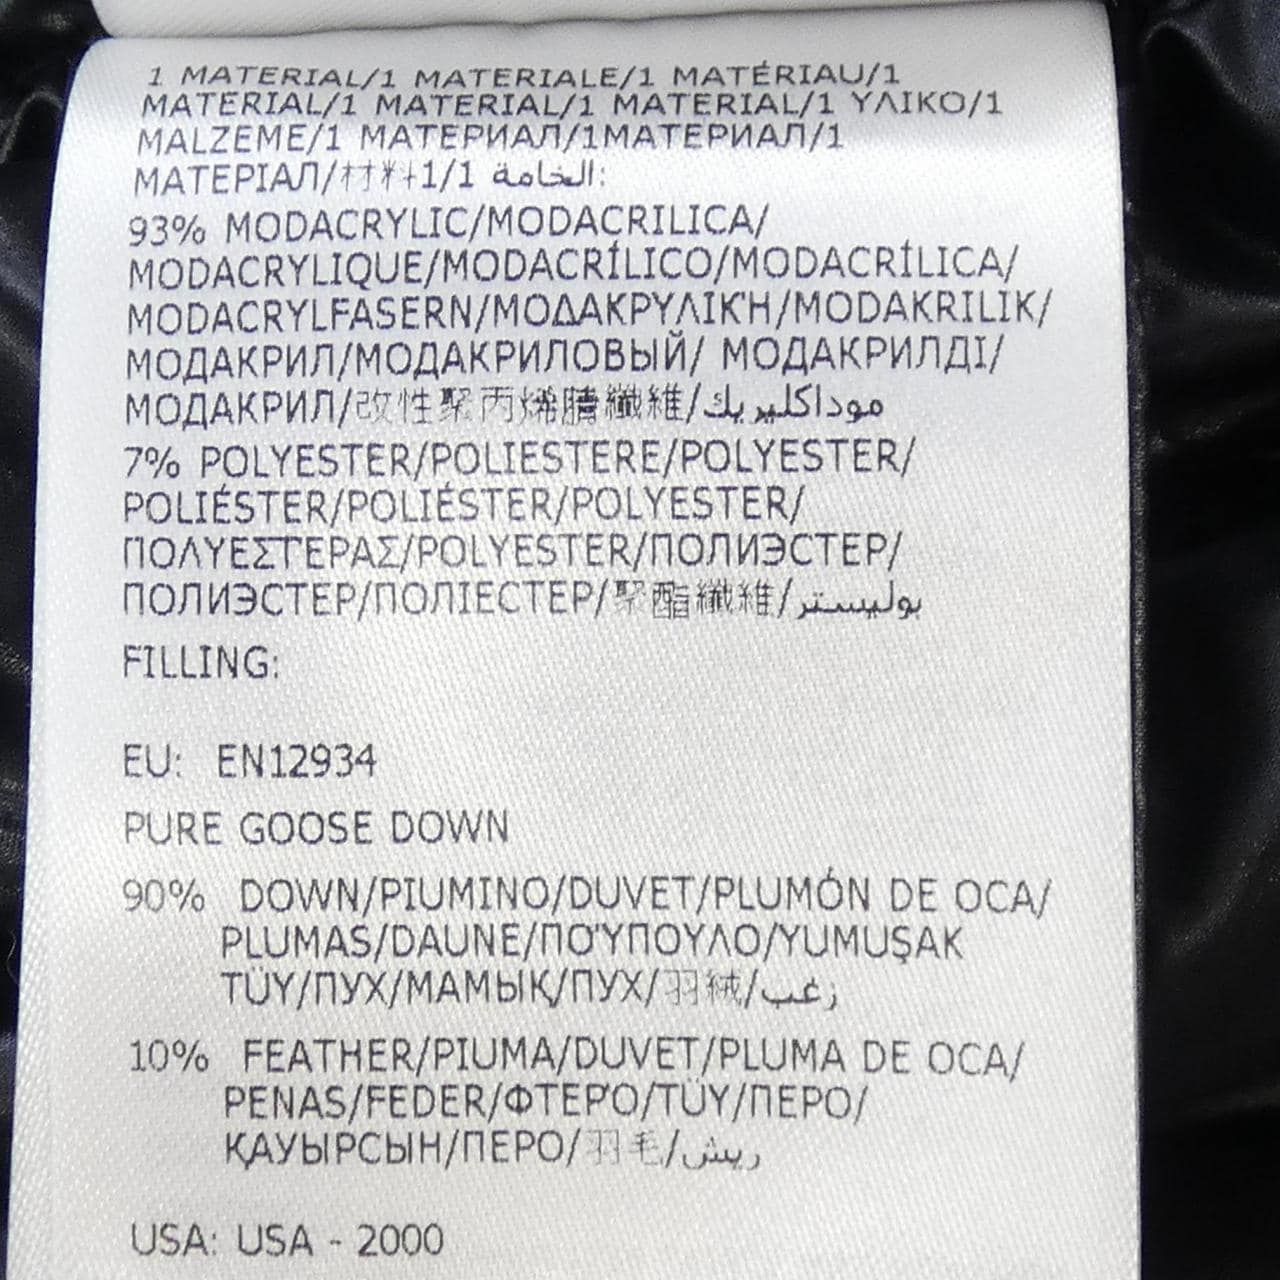 1 MATERIAL/1 MATERIALE/1 MATÉRIAU/1
MATERIAL/1 MATERIAL/1 MATERIAL/1 ΥΛΙΚΟ/1
MALZEME/1 МАТЕРИАЛ/1МАТЕРИАЛ/1
МАТЕРІАЛ/材料1/1 الخامة:
93% MODACRYLIC/MODACRILICA/
MODACRYLIQUE/MODACRÍLICO/MODACRÍLICA/
MODACRYLFASERN/ΜΟΔΑΚΡΥΛΙΚΉ/MODAKRILIK/
МОДАКРИЛ/МОДАКРИЛОВЫЙ/ МОДАКРИЛДІ/
МОДАКРИЛ/改性聚丙烯腈纖維/موداكليريك
7% POLYESTER/POLIESTERE/POLYESTER/
POLIÉSTER/POLIÉSTER/POLYESTER/
ΠΟΛΥΕΣΤΕΡΑΣ/POLYESTER/ПОЛИЭСТЕР/
ПОЛИЭСТЕР/ПОЛІЕСТЕР/聚酯纖維/بوليستر
FILLING:
EU: EN12934
PURE GOOSE DOWN
90% DOWN/PIUMINO/DUVET/PLUMÓN DE OCA/
PLUMAS/DAUNE/ΠΟΎΠΟΥΛΟ/YUMUŞAK
TÜY/ПУХ/МАМЫҚ/ПУХ/羽絨/زغب
10% FEATHER/PIUMA/DUVET/PLUMA DE OCA/
PENAS/FEDER/ΦΤΕΡΌ/TÜY/ПЕРО/
ҚАУЫРСЫН/ПЕРО/羽毛/ريش
USA: USA - 2000